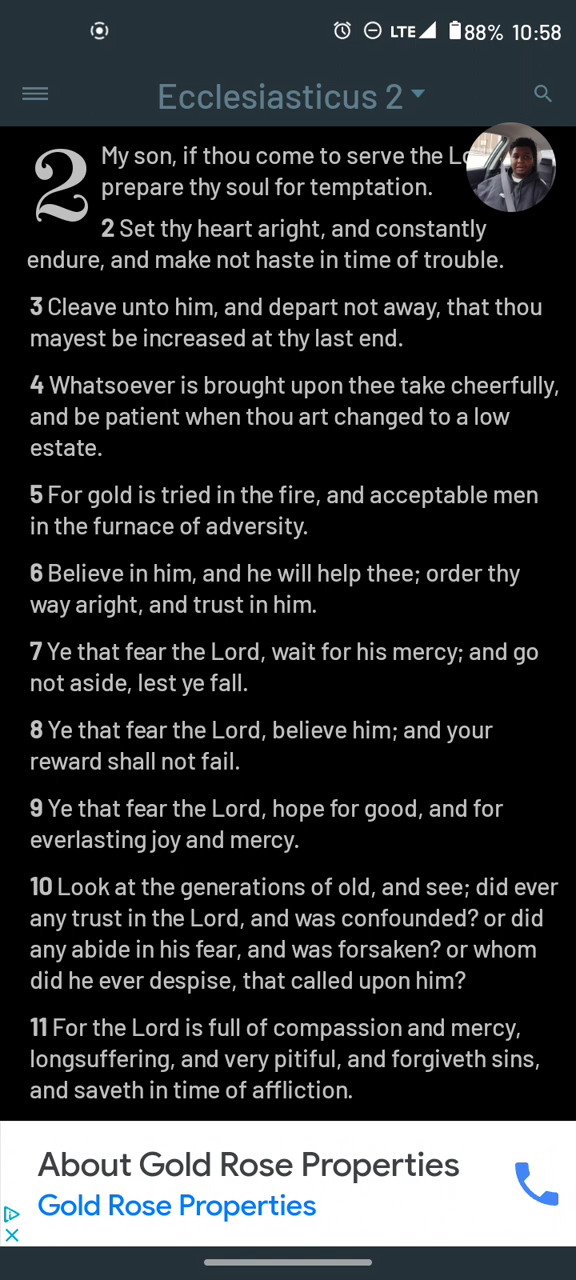 LTE 88% 10:58
Ecclesiasticus 2
2 My son, if thou come to serve the
prepare thy soul for temptation.
2 Set thy heart aright, and constantly
endure, and make not haste in time of trouble.
3 Cleave unto him, and depart not away, that thou
mayest be increased at thy last end.
4 Whatsoever is brought upon thee take cheerfully,
and be patient when thou art changed to a low
estate.
5 For gold is tried in the fire, and acceptable men
in the furnace of adversity.
6 Believe in him, and he will help thee; order thy
way aright, and trust in him.
7 Ye that fear the Lord, wait for his mercy; and go
not aside, lest ye fall.
8 Ye that fear the Lord, believe him; and your
reward shall not fail.
9 Ye that fear the Lord, hope for good, and for
everlasting joy and mercy.
10 Look at the generations of old, and see; did ever
any trust in the Lord, and was confounded? or did
any abide in his fear, and was forsaken? or whom
did he ever despise, that called upon him?
11 For the Lord is full of compassion and mercy,
longsuffering, and very pitiful, and forgiveth sins,
and saveth in time of affliction.
About Gold Rose Properties
Gold Rose Properties